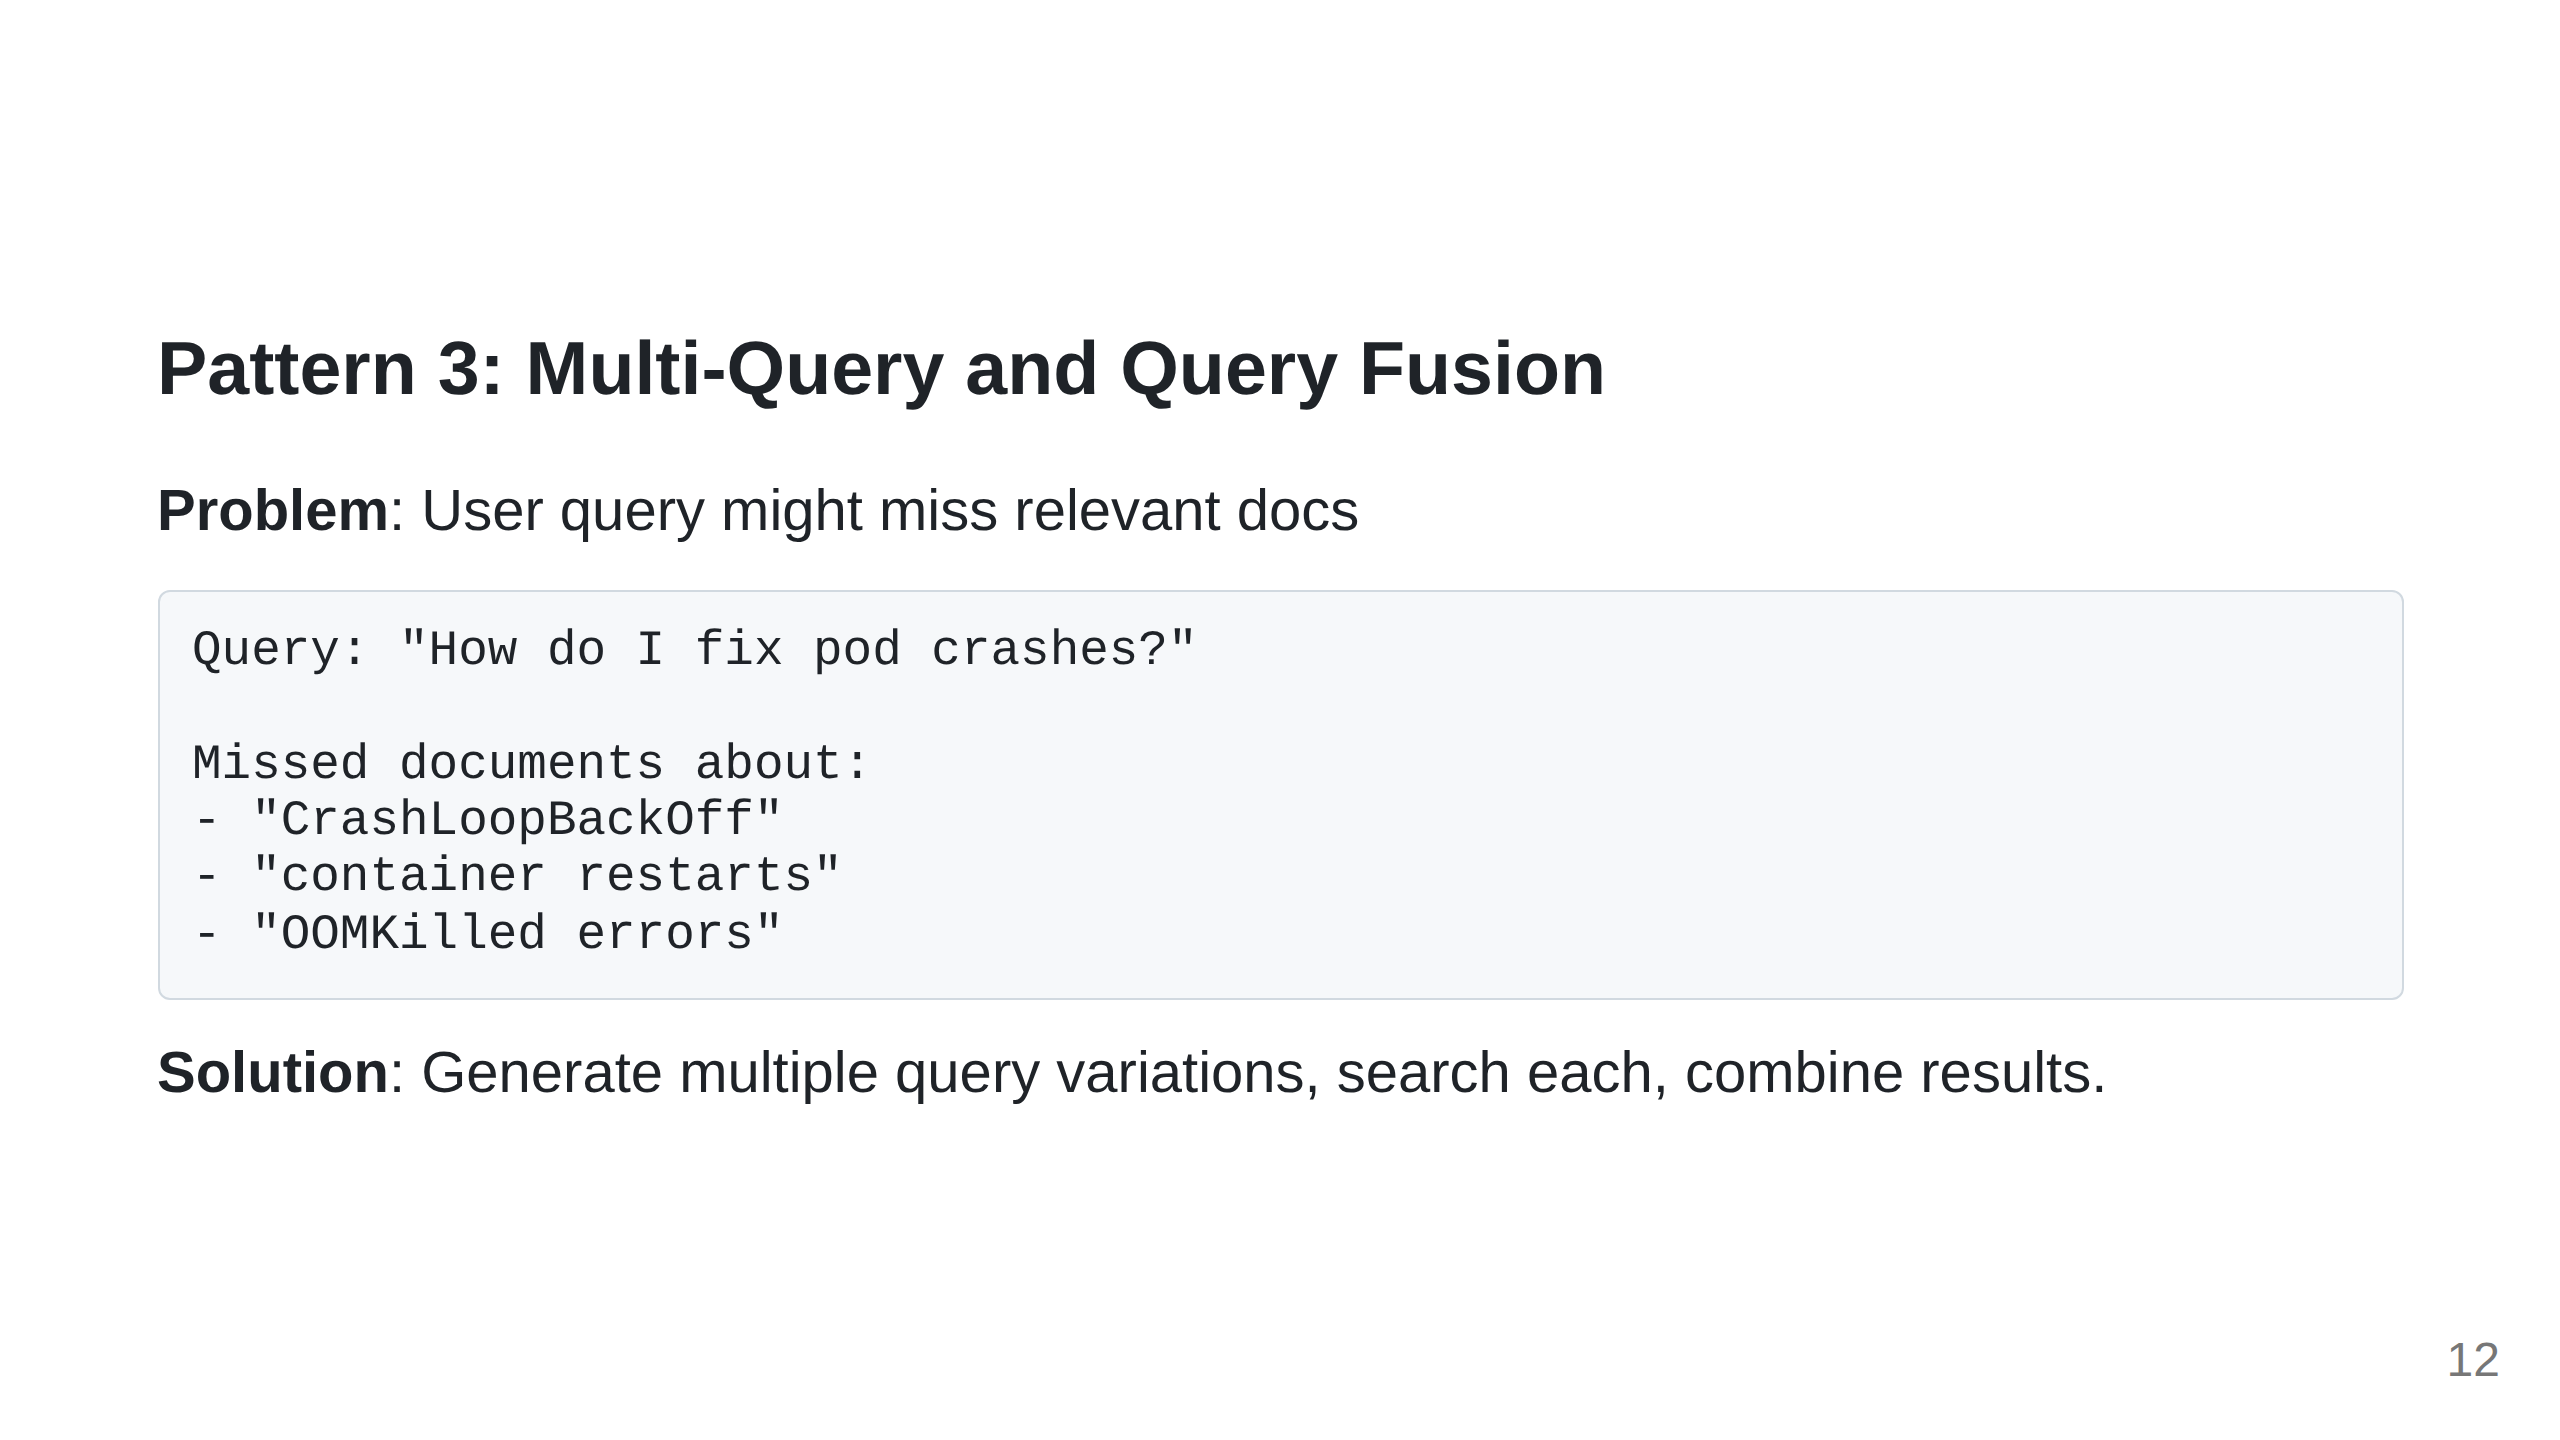 Pattern 3: Multi-Query and Query Fusion
Problem: User query might miss relevant docs
Query: "How do I fix pod crashes?"
Missed documents about:
- "CrashLoopBackOff"
- "container restarts"
- "OOMKilled errors"
Solution: Generate multiple query variations, search each, combine results.
12